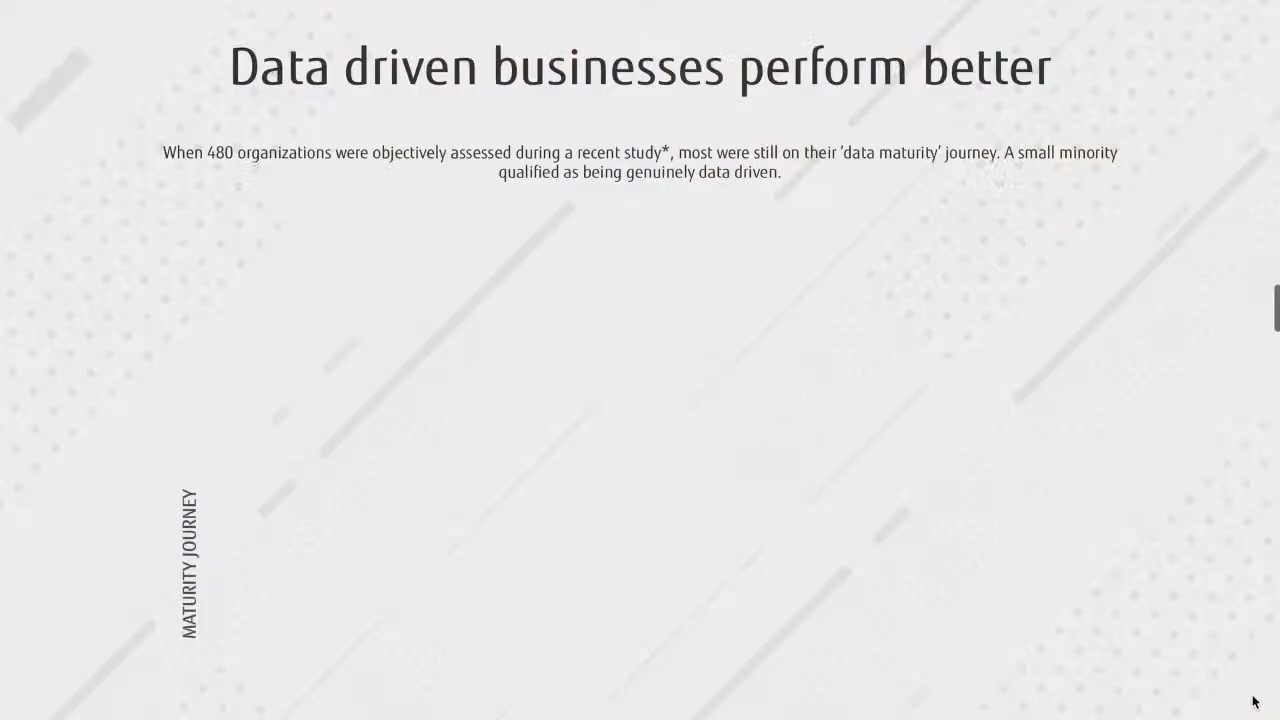 Data driven businesses perform better
When 480 organizations were objectively assessed during a recent study*, most were still on their ‘data maturity’ journey. A small minority
qualified as being genuinely data driven.
MATURITY JOURNEY